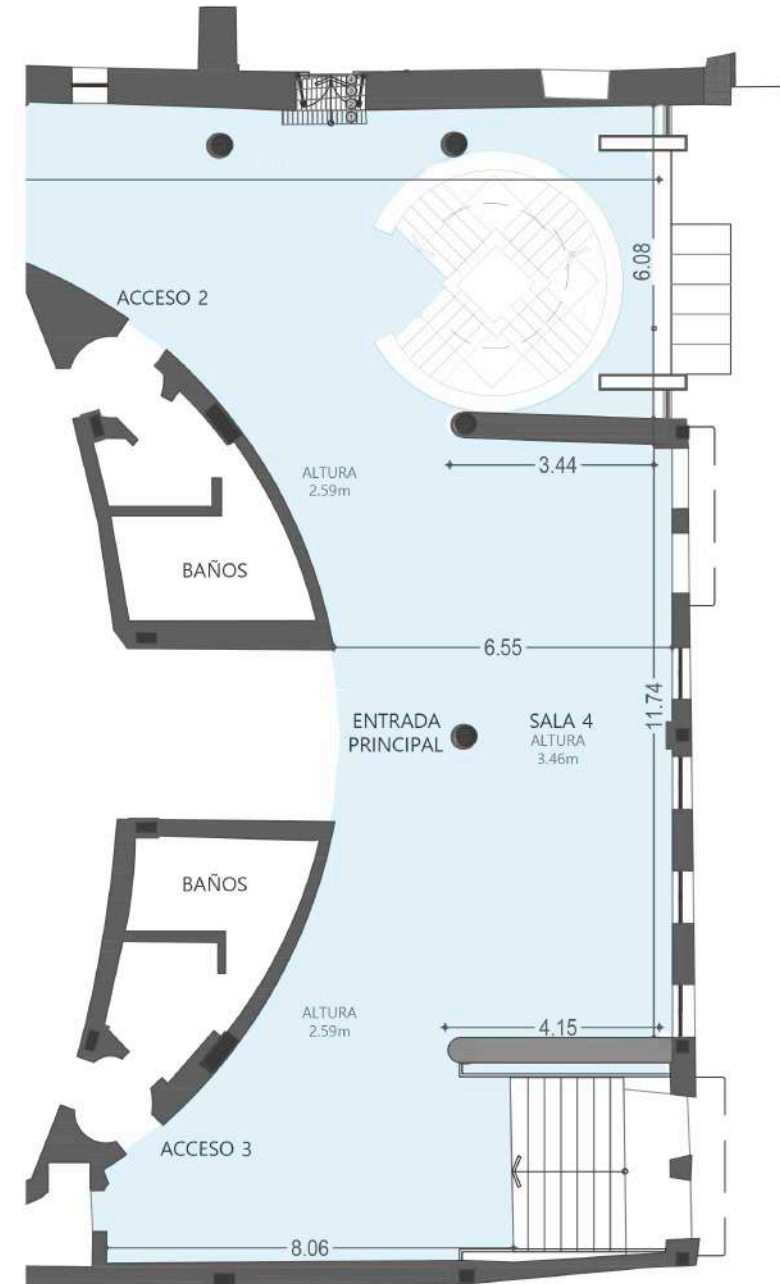 6.08
ACCESO 2
3.44
ALTURA
2.59m
BAÑOS
6.55
11.74
ENTRADA
PRINCIPAL
SALA 4
ALTURA
3.46m
BAÑOS
ALTURA
2.59m
4.15
ACCESO 3
8.06